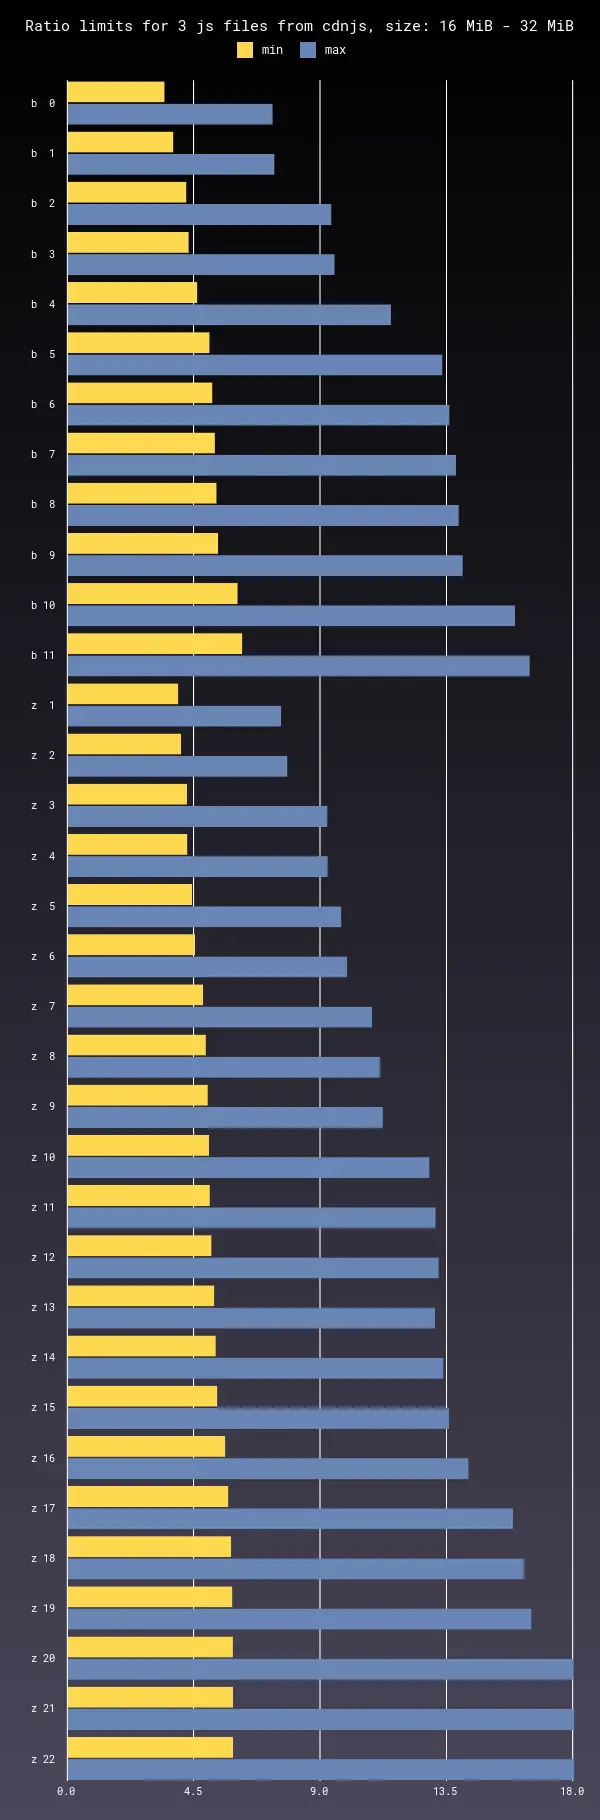 Ratio limits for 3 js files from cdnjs, size: 16 MiB - 32 MiB
min max
b 0
b 1
b 2
b 3
b 4
b 5
b 6
b 7
b 8
b 9
b 10
b 11
z 1
z 2
z 3
z 4
z 5
z 6
z 7
z 8
z 9
z 10
z 11
z 12
z 13
z 14
z 15
z 16
z 17
z 18
z 19
z 20
z 21
z 22
0.0 4.5 9.0 13.5 18.0